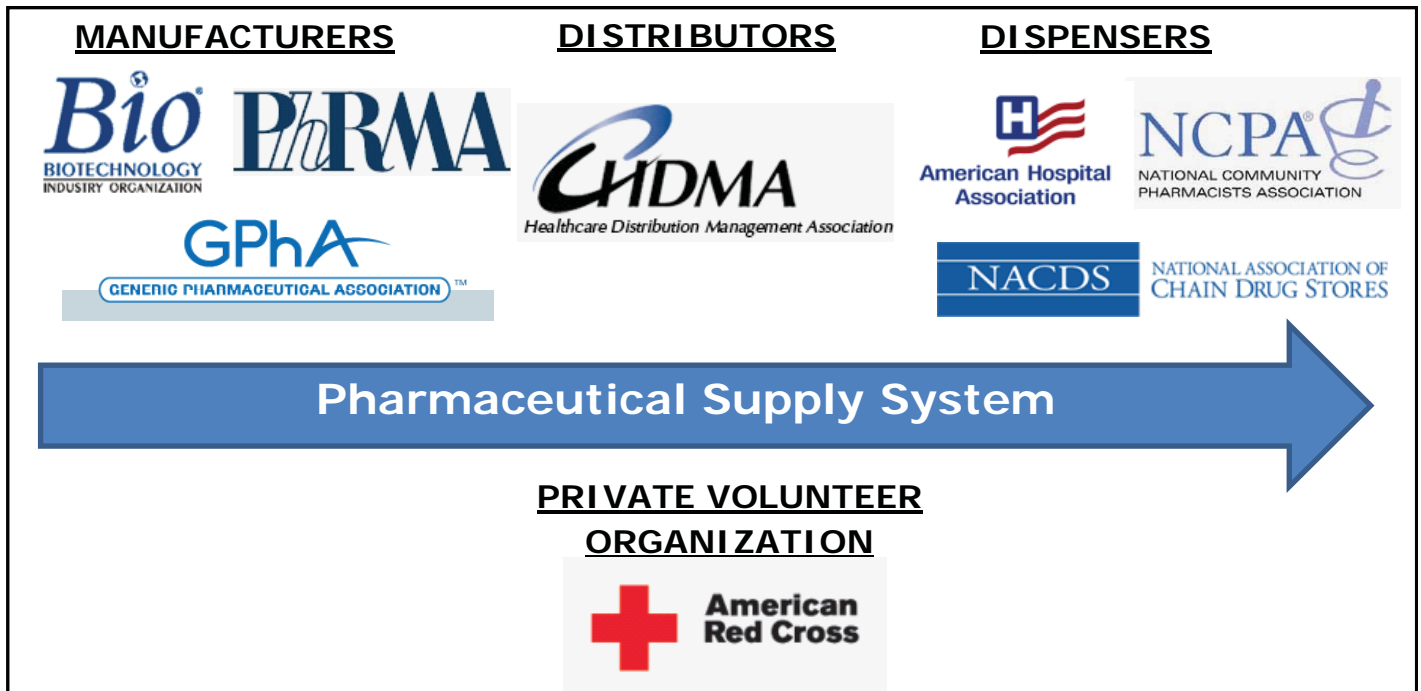 MANUFACTURERS
Bio®
BIOTECHNOLOGY
INDUSTRY ORGANIZATION
PhRMA
GPhA
GENERIC PHARMACEUTICAL ASSOCIATION™
DISTRIBUTORS
HDMA
Healthcare Distribution Management Association
DISPENSERS
H
American Hospital
Association
NCPA®
NATIONAL COMMUNITY
PHARMACISTS ASSOCIATION
NACDS
NATIONAL ASSOCIATION OF
CHAIN DRUG STORES
Pharmaceutical Supply System
PRIVATE VOLUNTEER
ORGANIZATION
American
Red Cross